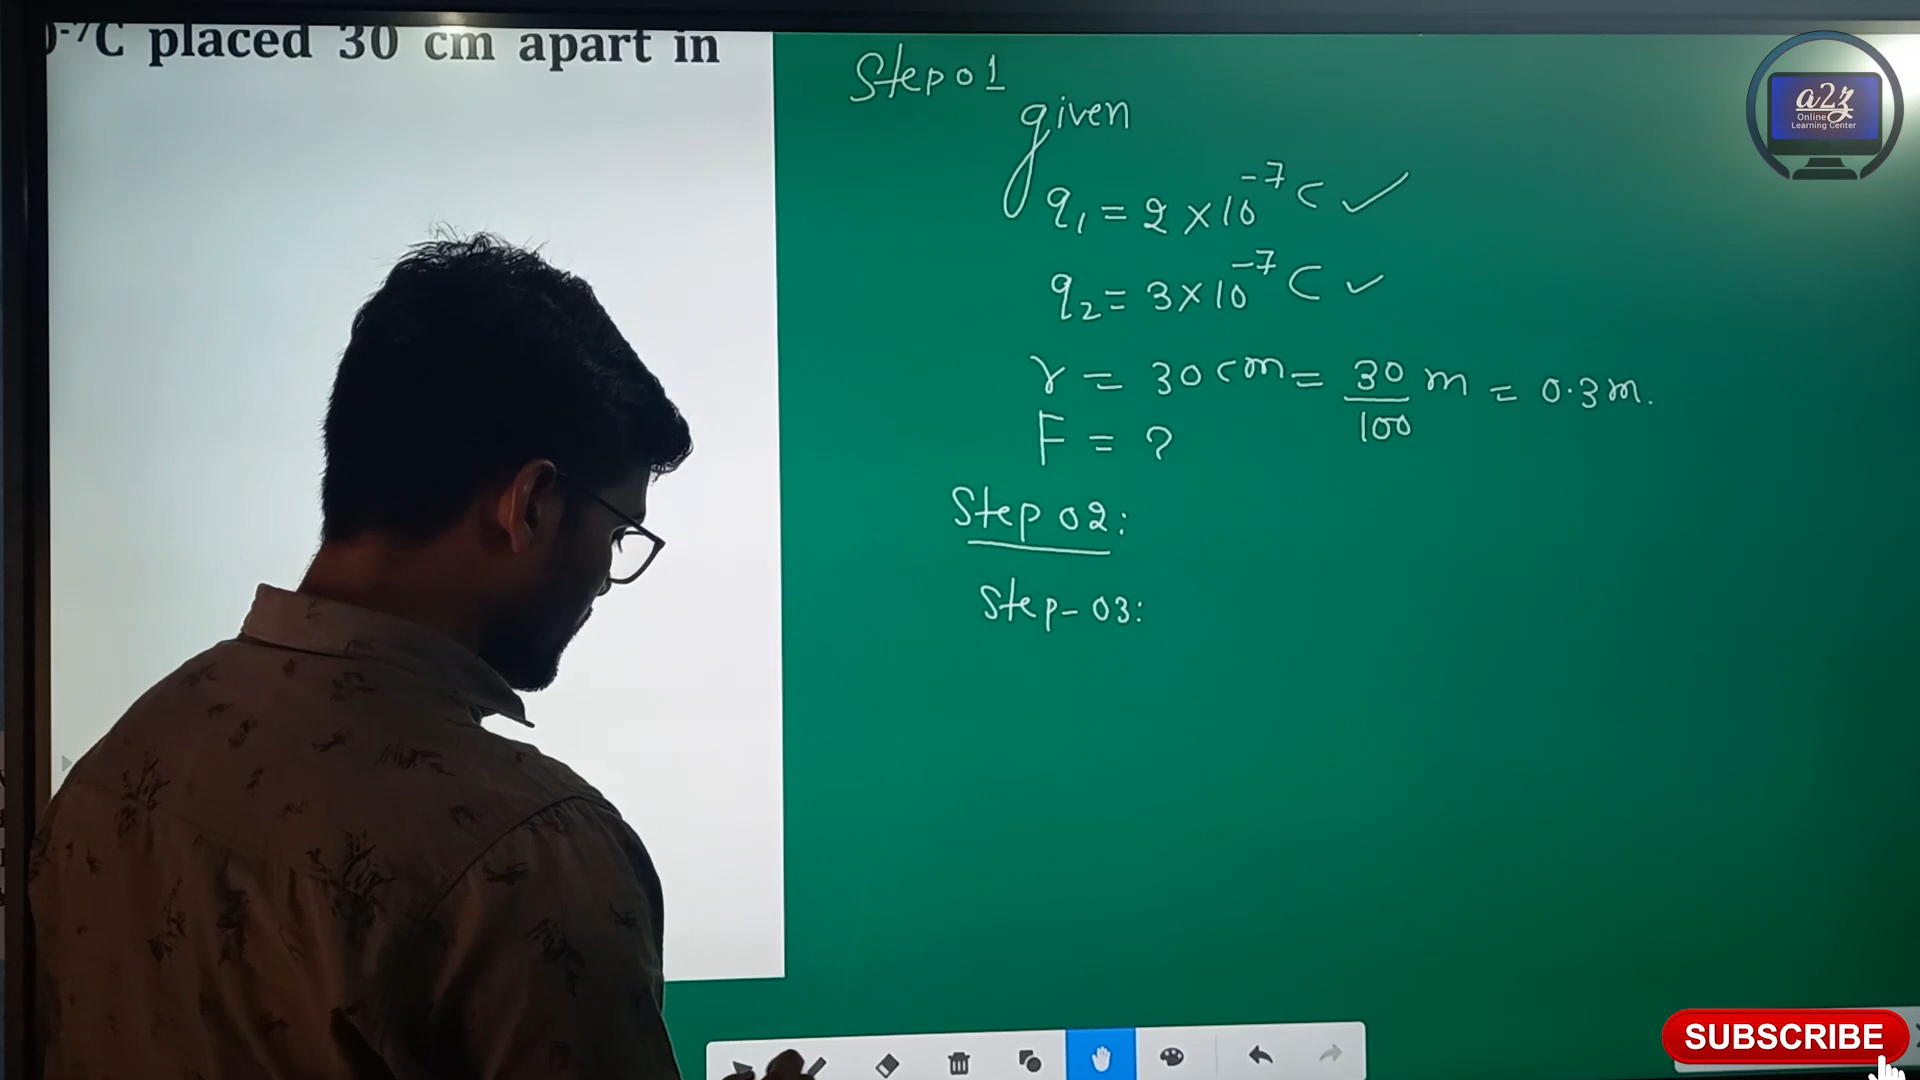 -7C placed 30 cm apart in
Step 01
given
q₁ = 2 × 10⁻⁷ C ✓
q₂ = 3 × 10⁻⁷ C ✓
r = 30 cm = 30/100 m = 0.3 m.
F = ?
Step 02:
Step-03:
a2z
Online
Learning Center
SUBSCRIBE